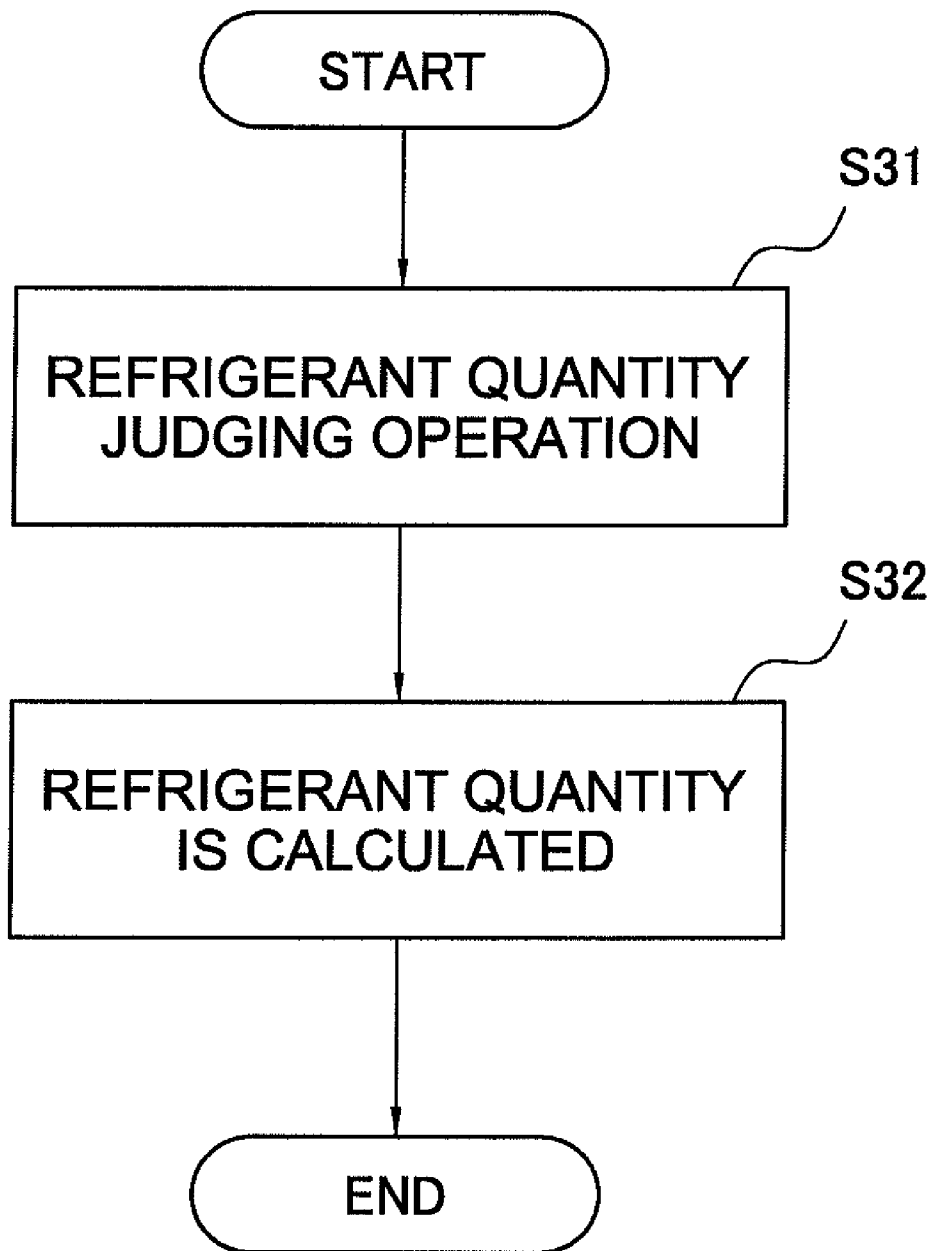 START
S31
REFRIGERANT QUANTITY
JUDGING OPERATION
S32
REFRIGERANT QUANTITY
IS CALCULATED
END